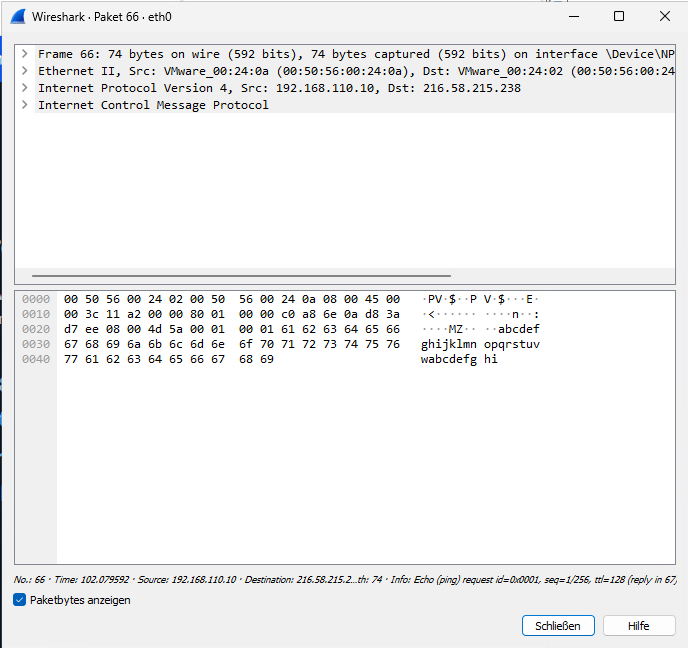 Wireshark · Paket 66 · eth0
Frame 66: 74 bytes on wire (592 bits), 74 bytes captured (592 bits) on interface \Device\NP
Ethernet II, Src: VMware_00:24:0a (00:50:56:00:24:0a), Dst: VMware_00:24:02 (00:50:56:00:24
Internet Protocol Version 4, Src: 192.168.110.10, Dst: 216.58.215.238
Internet Control Message Protocol
0000 00 50 56 00 24 02 00 50 56 00 24 0a 08 00 45 00 ·PV·$··P V·$···E·
0010 00 3c 11 a2 00 00 80 01 00 00 c0 a8 6e 0a d8 3a ·<······ ····n··:
0020 d7 ee 08 00 4d 5a 00 01 00 01 61 62 63 64 65 66 ····MZ·· ··abcdef
0030 67 68 69 6a 6b 6c 6d 6e 6f 70 71 72 73 74 75 76 ghijklmn opqrstuv
0040 77 61 62 63 64 65 66 67 68 69 wabcdefg hi
No.: 66 · Time: 102.079592 · Source: 192.168.110.10 · Destination: 216.58.215.2...th: 74 · Info: Echo (ping) request id=0x0001, seq=1/256, ttl=128 (reply in 67)
Paketbytes anzeigen
Schließen Hilfe